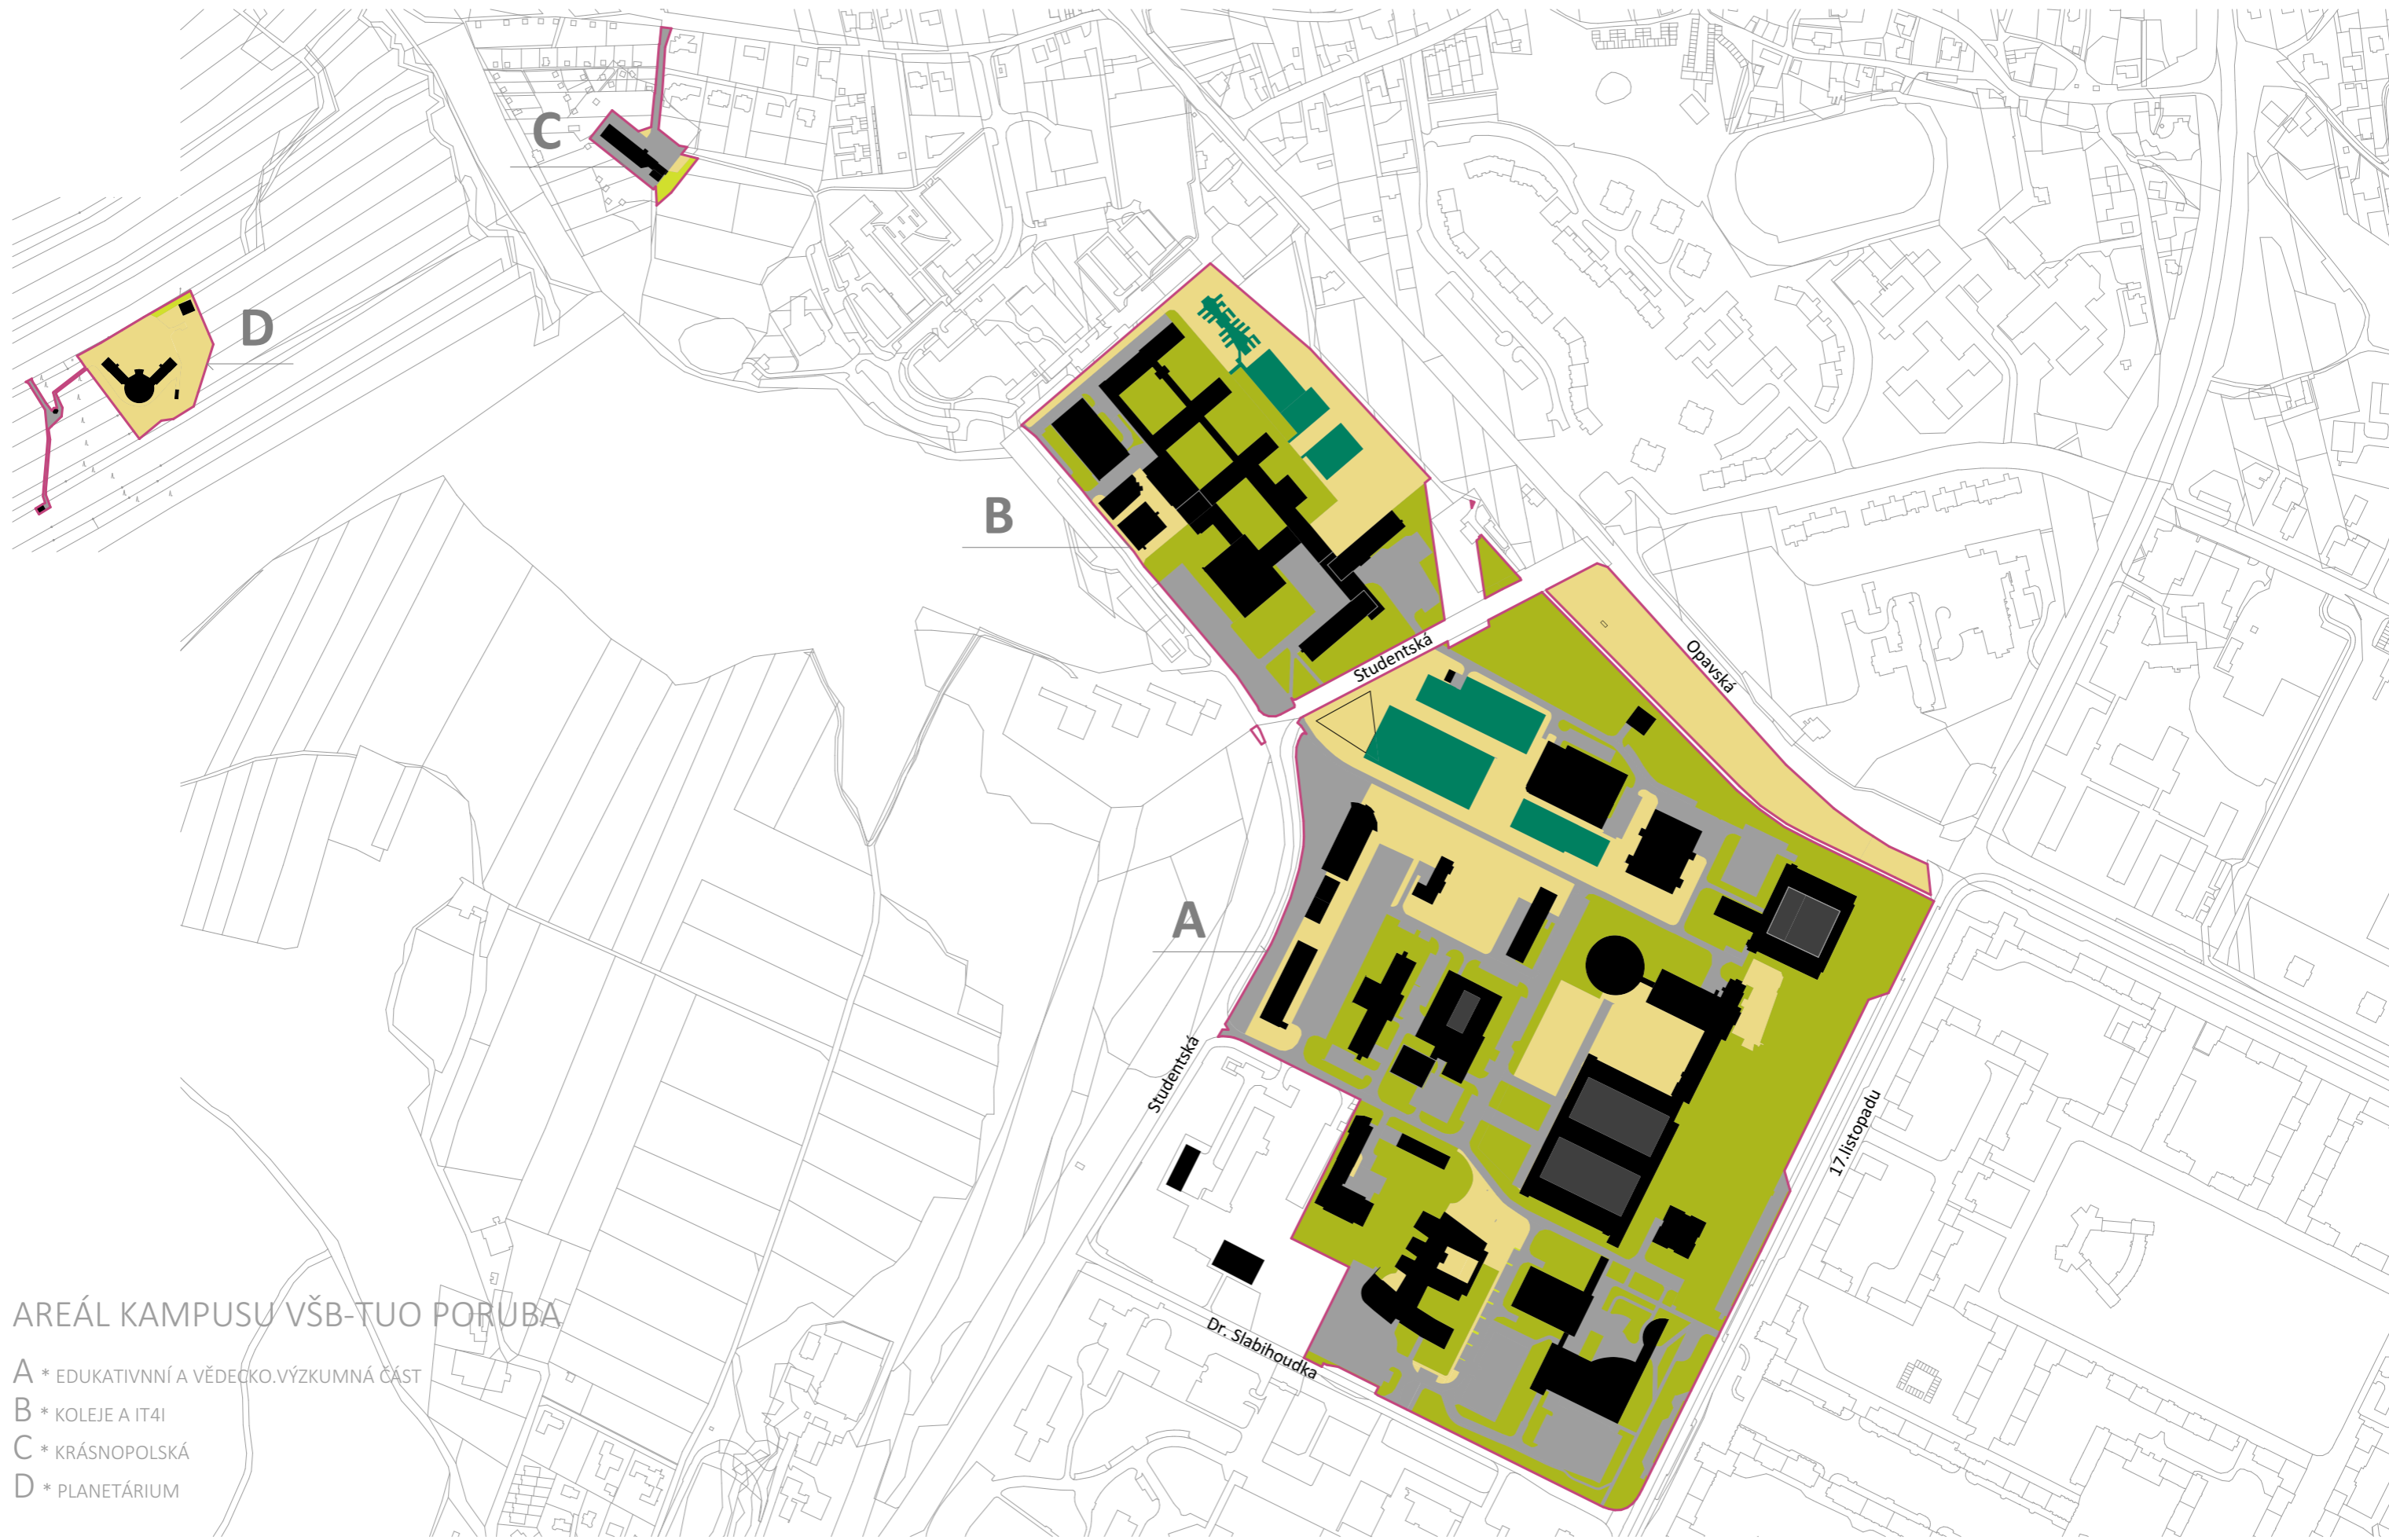 C
D
B
Studentská
Opavská
A
Studentská
17.listopadu
Dr. Slabihoudka
AREÁL KAMPUSU VŠB-TUO PORUBA
A * EDUKATIVNNÍ A VĚDECKO.VÝZKUMNÁ ČÁST
B * KOLEJE A IT4I
C * KRÁSNOPOLSKÁ
D * PLANETÁRIUM